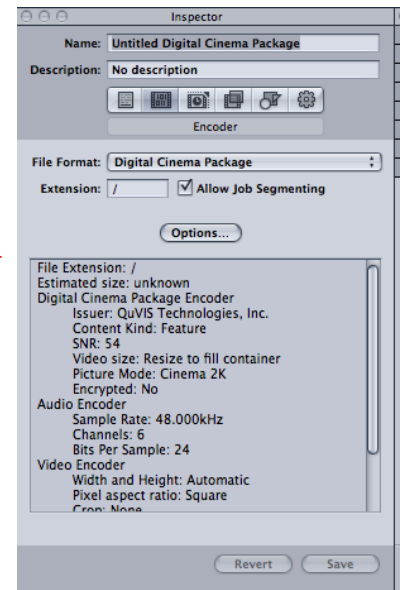 Inspector
Name: Untitled Digital Cinema Package
Description: No description
Encoder
File Format: Digital Cinema Package
Extension: / Allow Job Segmenting
Options...
File Extension: /
Estimated size: unknown
Digital Cinema Package Encoder
Issuer: QuVIS Technologies, Inc.
Content Kind: Feature
SNR: 54
Video size: Resize to fill container
Picture Mode: Cinema 2K
Encrypted: No
Audio Encoder
Sample Rate: 48.000kHz
Channels: 6
Bits Per Sample: 24
Video Encoder
Width and Height: Automatic
Pixel aspect ratio: Square
Crop: None
Revert Save